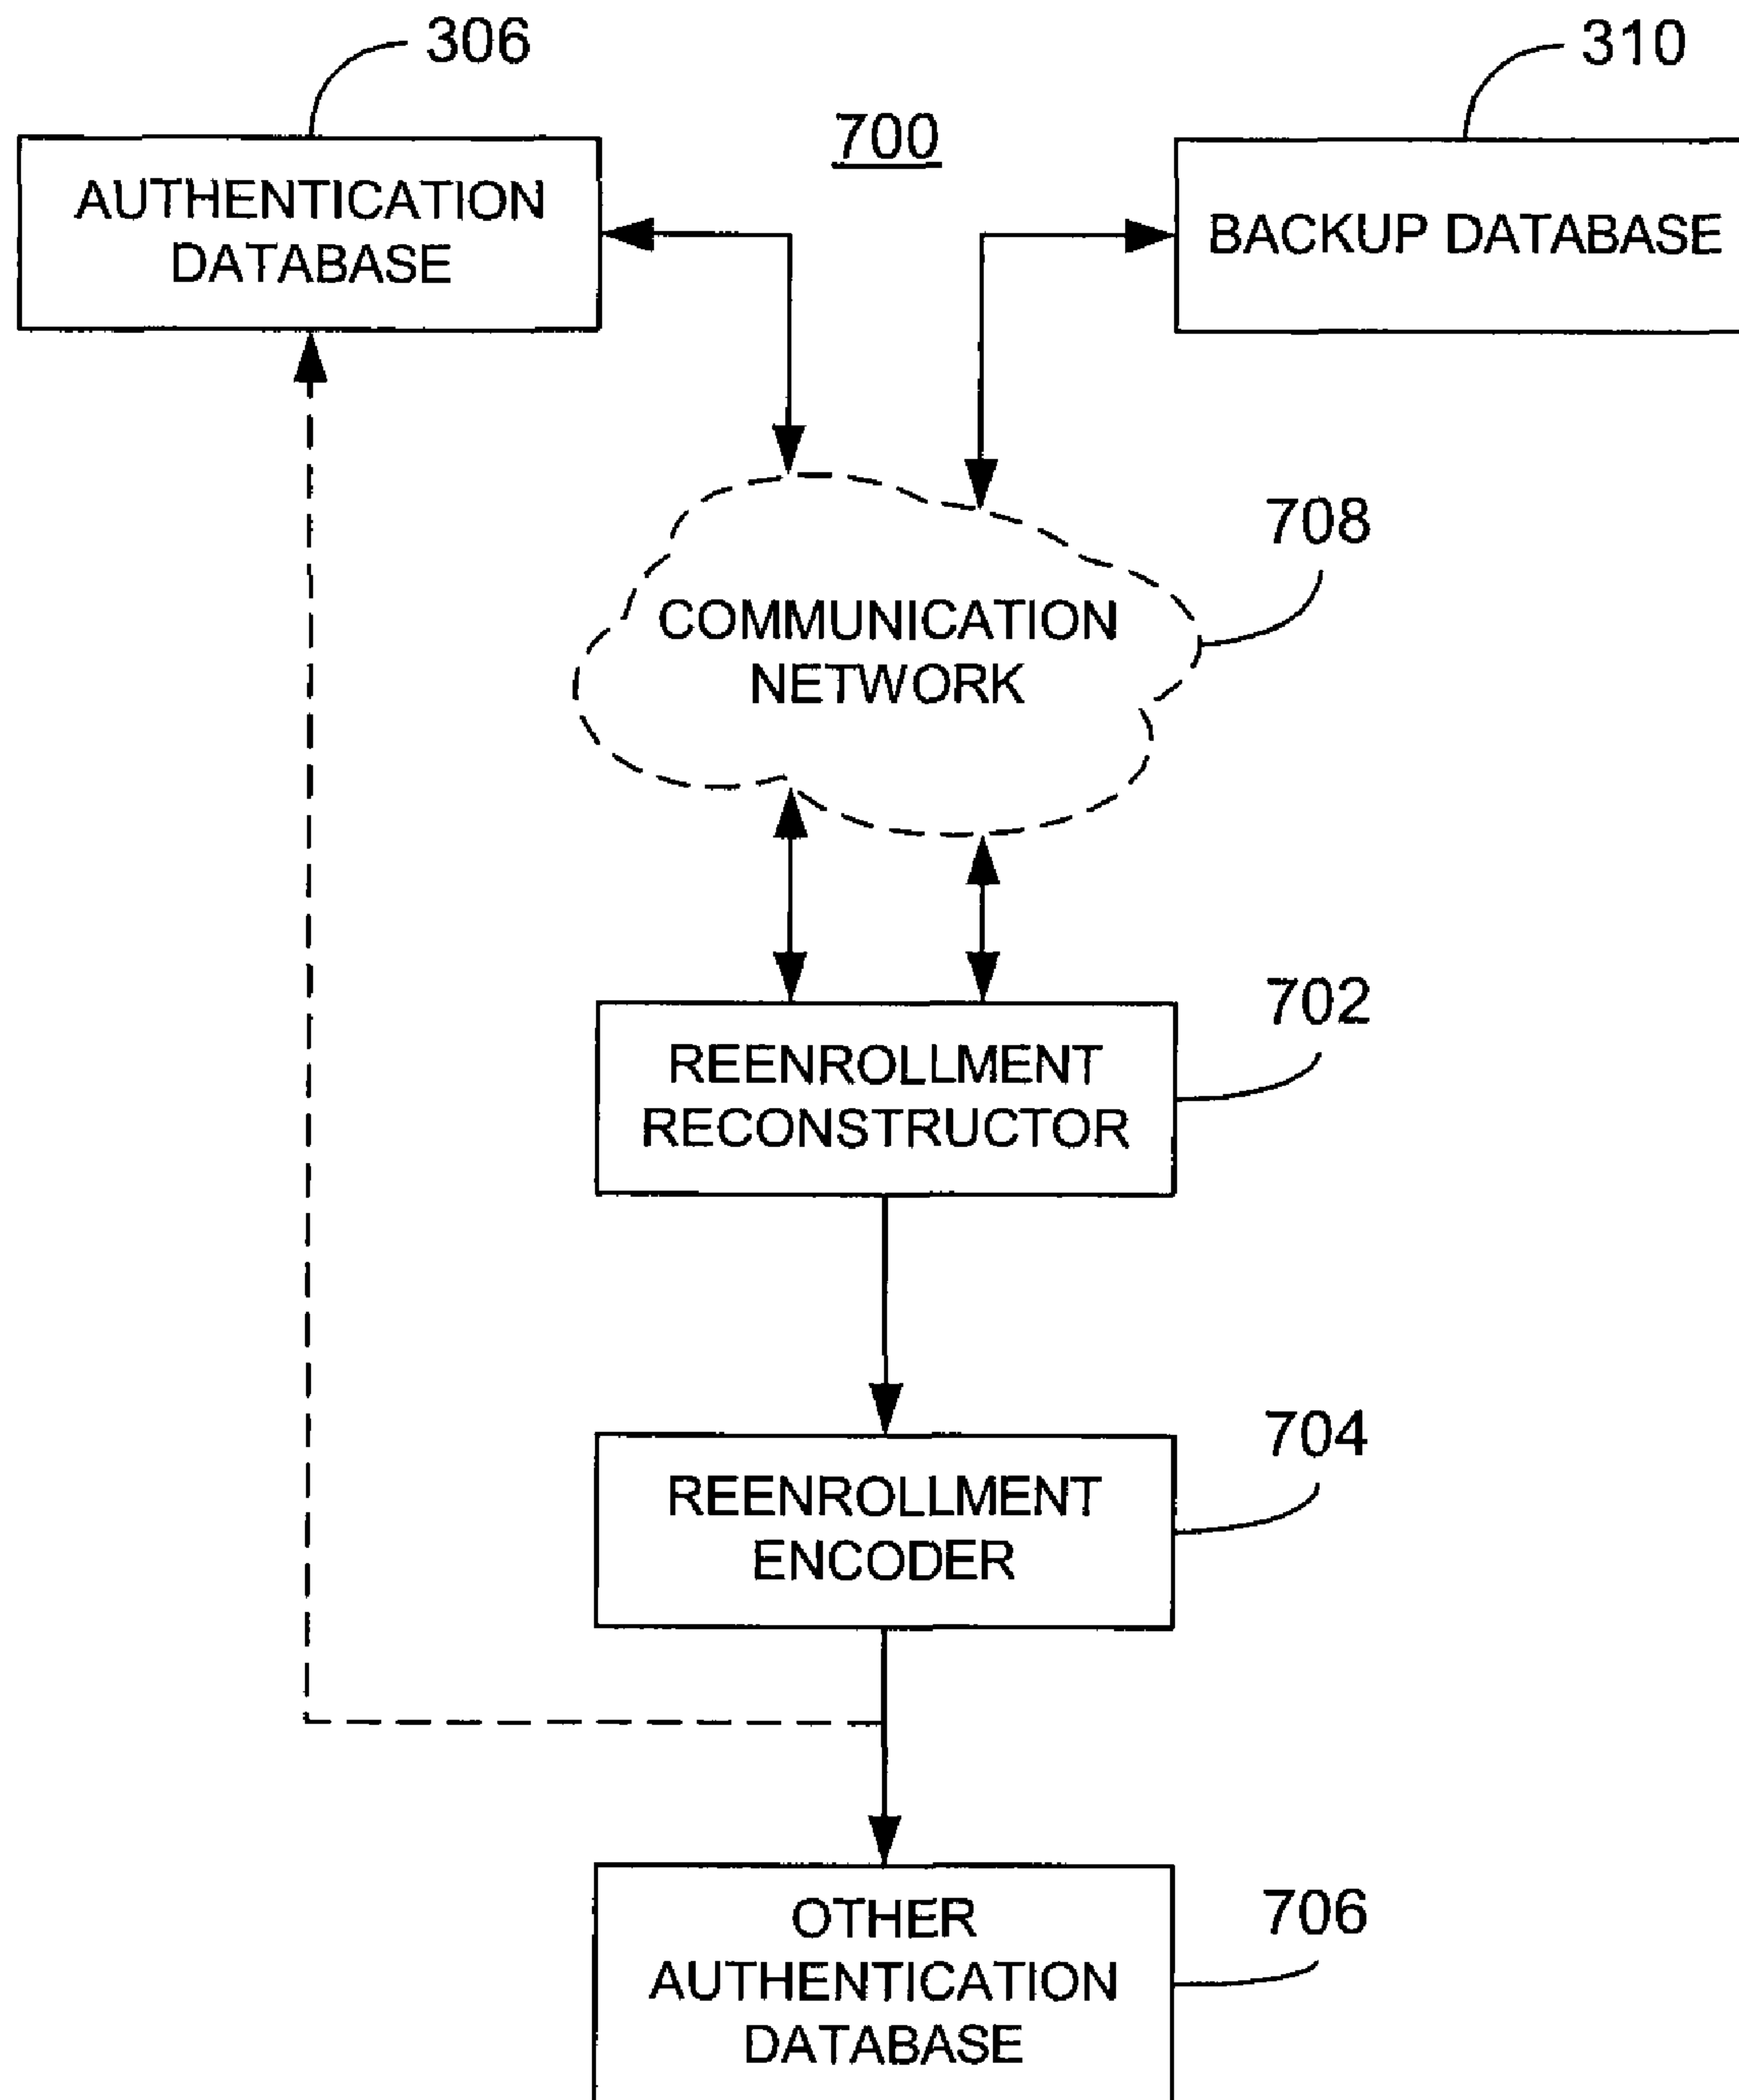 306
310
700
AUTHENTICATION
DATABASE
BACKUP DATABASE
708
COMMUNICATION
NETWORK
702
REENROLLMENT
RECONSTRUCTOR
704
REENROLLMENT
ENCODER
706
OTHER
AUTHENTICATION
DATABASE